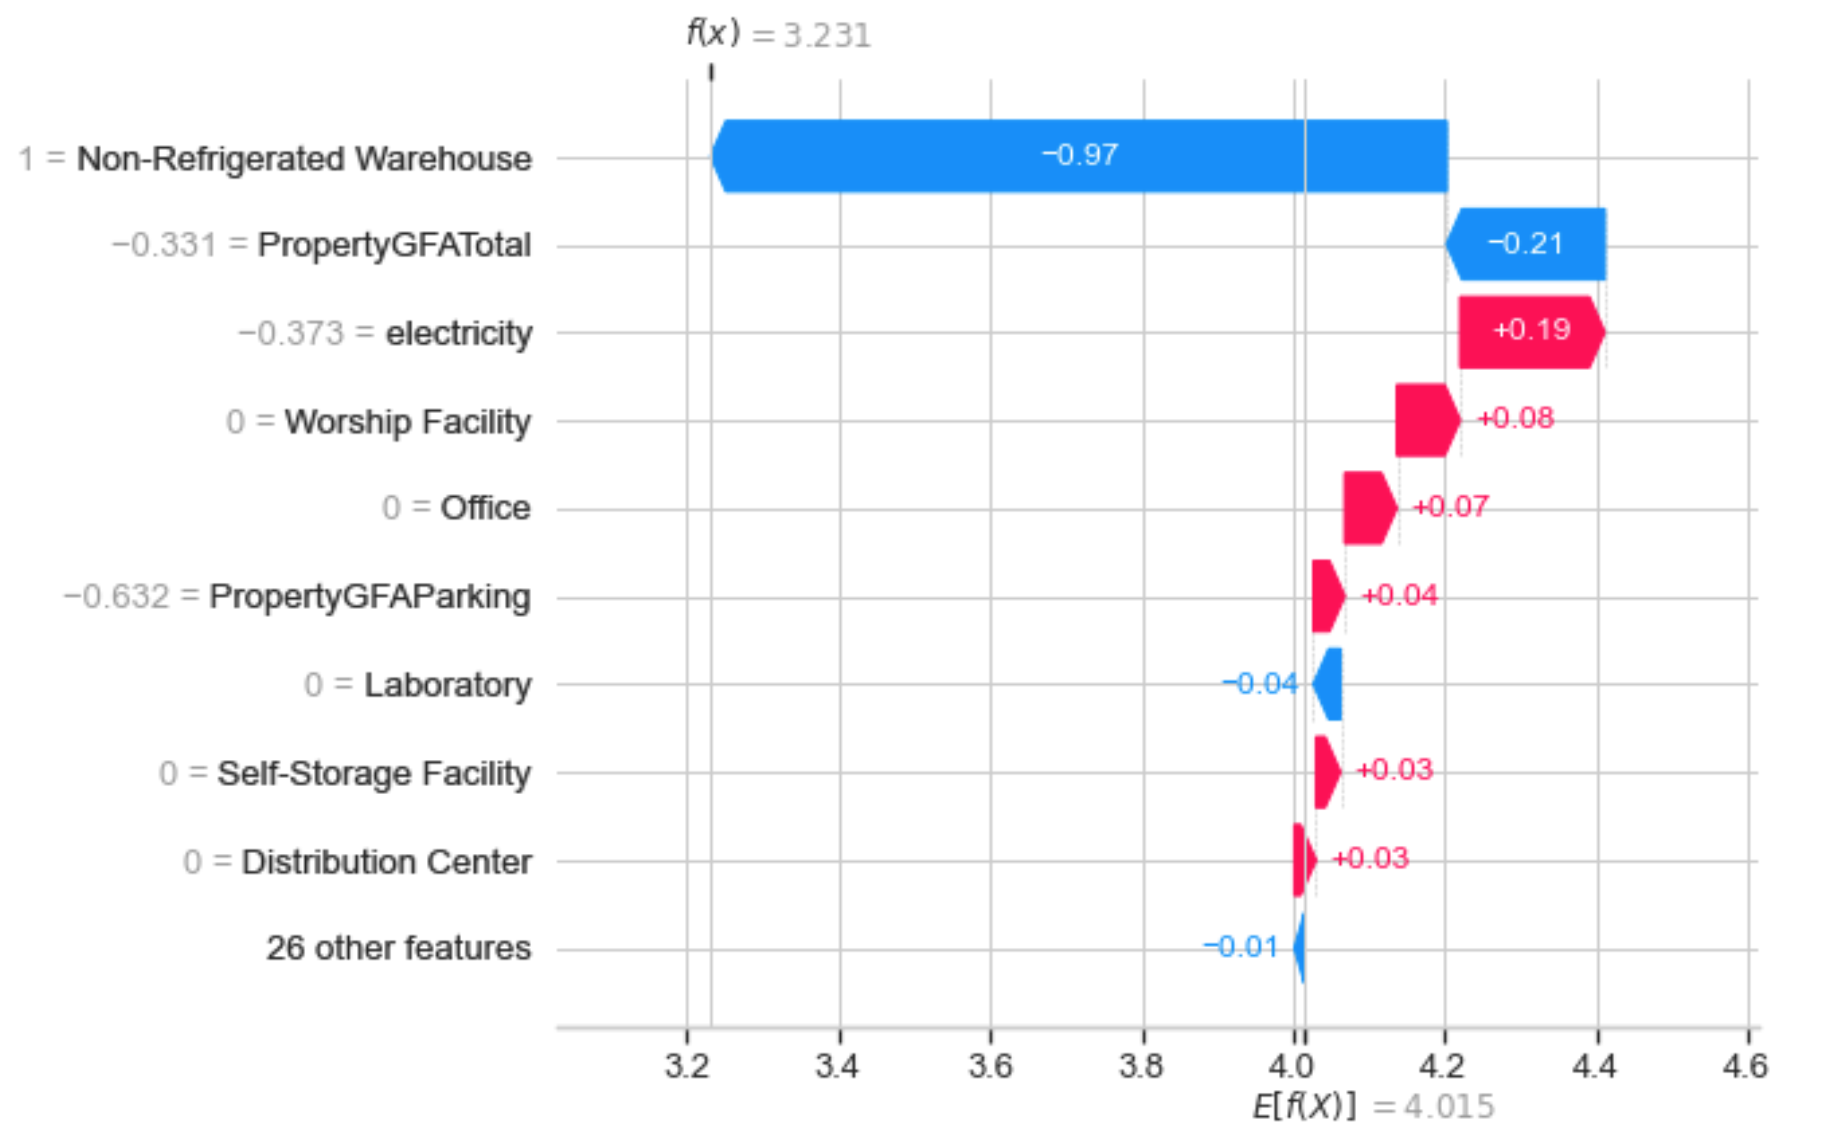 f(x) = 3.231
1 = Non-Refrigerated Warehouse −0.97
−0.331 = PropertyGFATotal −0.21
−0.373 = electricity +0.19
0 = Worship Facility +0.08
0 = Office +0.07
−0.632 = PropertyGFAParking +0.04
0 = Laboratory −0.04
0 = Self-Storage Facility +0.03
0 = Distribution Center +0.03
26 other features −0.01
3.2 3.4 3.6 3.8 4.0 4.2 4.4 4.6
E[f(X)] = 4.015